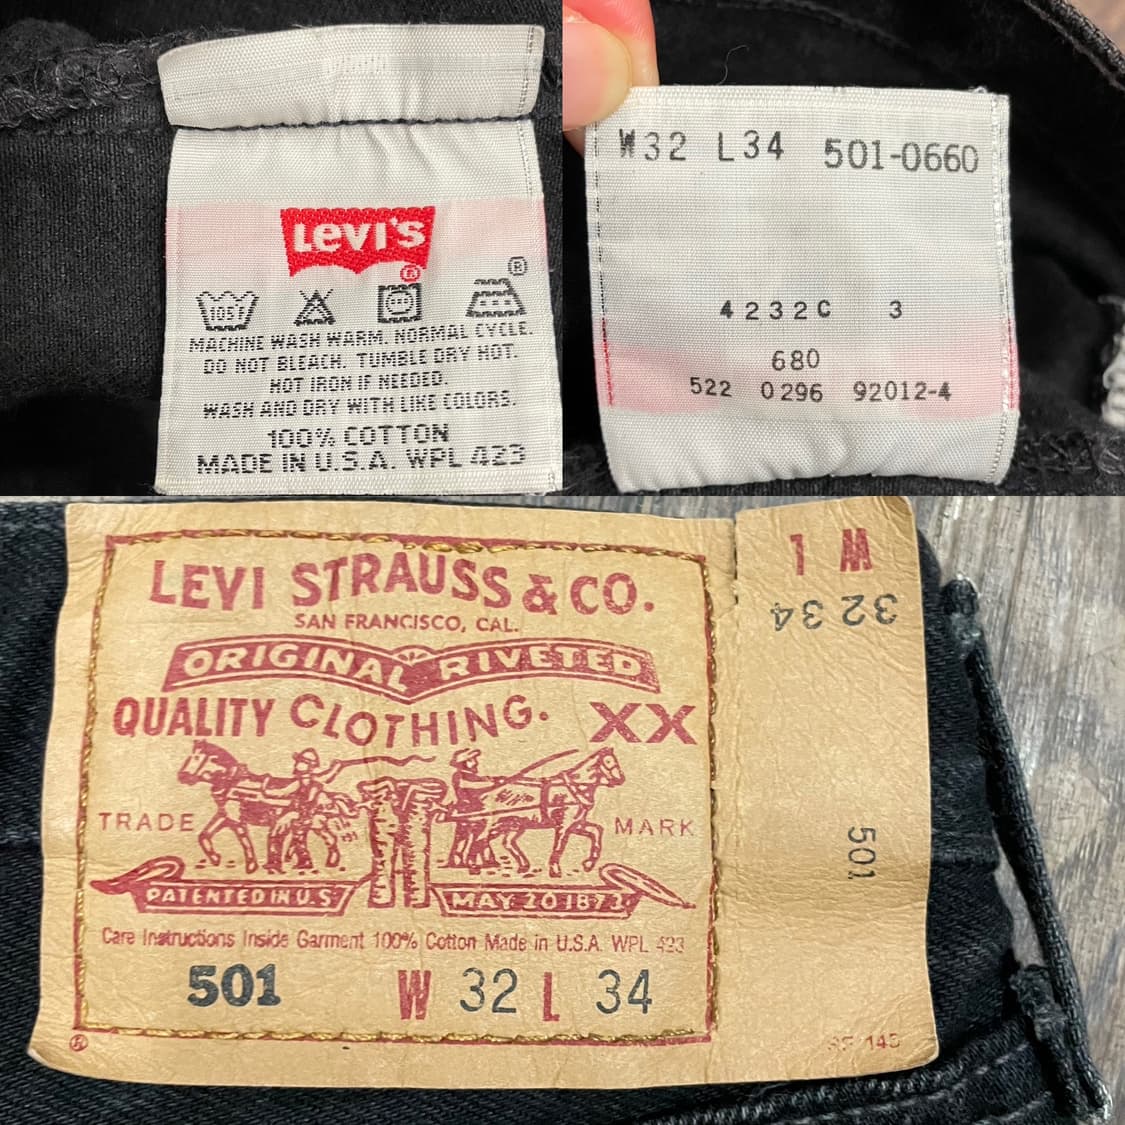 Levi's
®
105F
®
MACHINE WASH WARM. NORMAL CYCLE.
DO NOT BLEACH. TUMBLE DRY HOT.
HOT IRON IF NEEDED.
WASH AND DRY WITH LIKE COLORS.
100% COTTON
MADE IN U.S.A. WPL 423
W32 L34 501-0660
4232C 3
680
522 0296 92012-4
LEVI STRAUSS & CO.
SAN FRANCISCO, CAL.
ORIGINAL RIVETED
QUALITY CLOTHING. XX
TRADE MARK
PATENTED IN U.S
MAY 20 1873
Care Instructions Inside Garment 100% Cotton Made in U.S.A. WPL 423
501 W 32 L 34
®
W L
32 34
501.